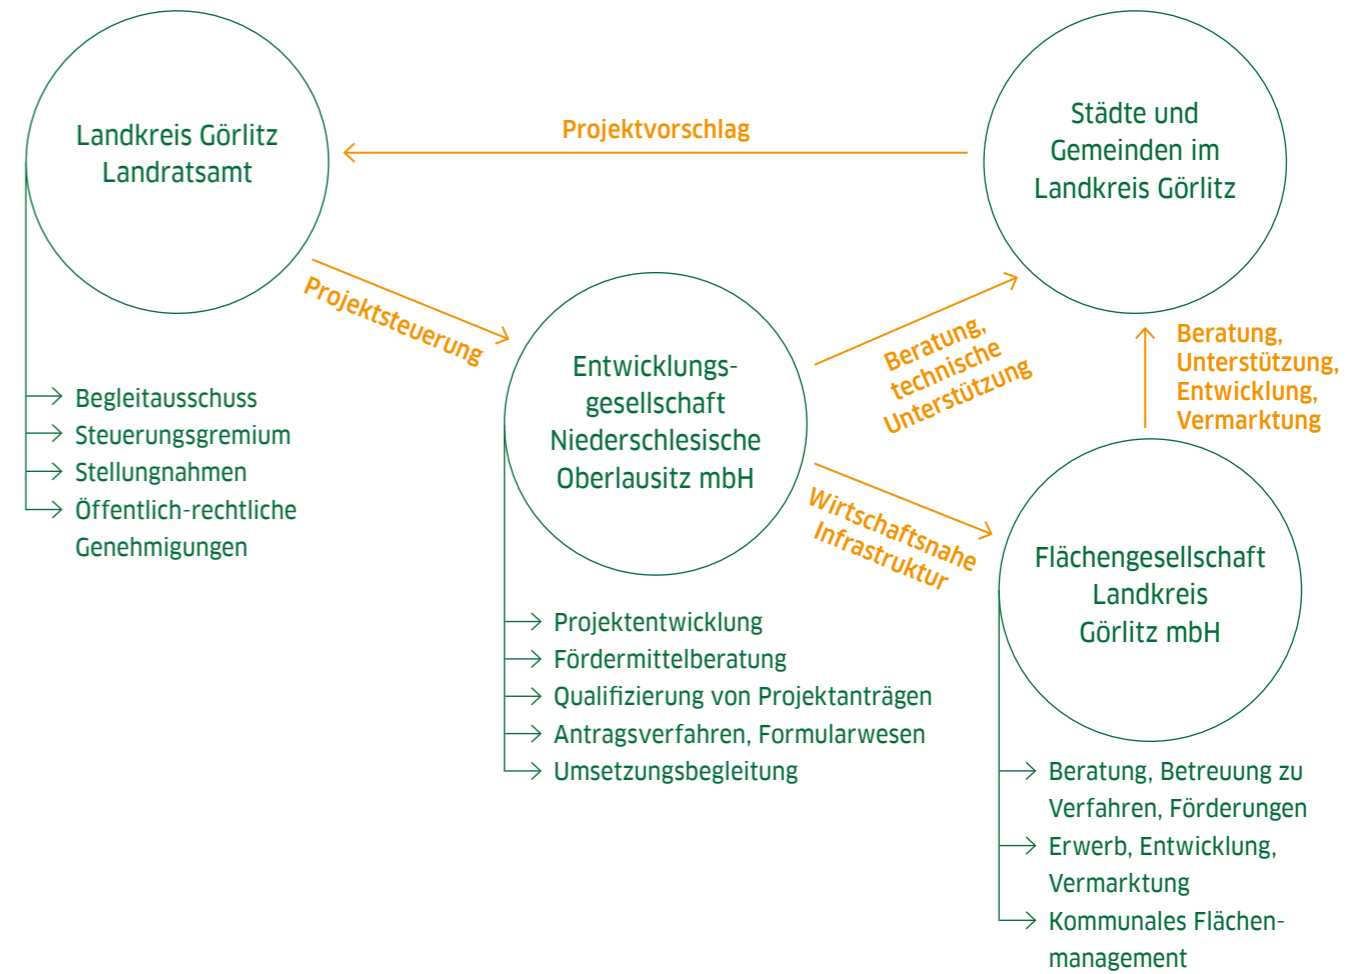 Landkreis Görlitz
Landratsamt
Projektvorschlag
Städte und
Gemeinden im
Landkreis Görlitz
Projektsteuerung
Begleitausschuss
Steuerungsgremium
Stellungnahmen
Öffentlich-rechtliche
Genehmigungen
Entwicklungs-
gesellschaft
Niederschlesische
Oberlausitz mbH
Beratung,
technische
Unterstützung
Beratung,
Unterstützung,
Entwicklung,
Vermarktung
Wirtschaftsnahe
Infrastruktur
Projektentwicklung
Fördermittelberatung
Qualifizierung von Projektanträgen
Antragsverfahren, Formularwesen
Umsetzungsbegleitung
Flächengesellschaft
Landkreis
Görlitz mbH
Beratung, Betreuung zu
Verfahren, Förderungen
Erwerb, Entwicklung,
Vermarktung
Kommunales Flächen-
management